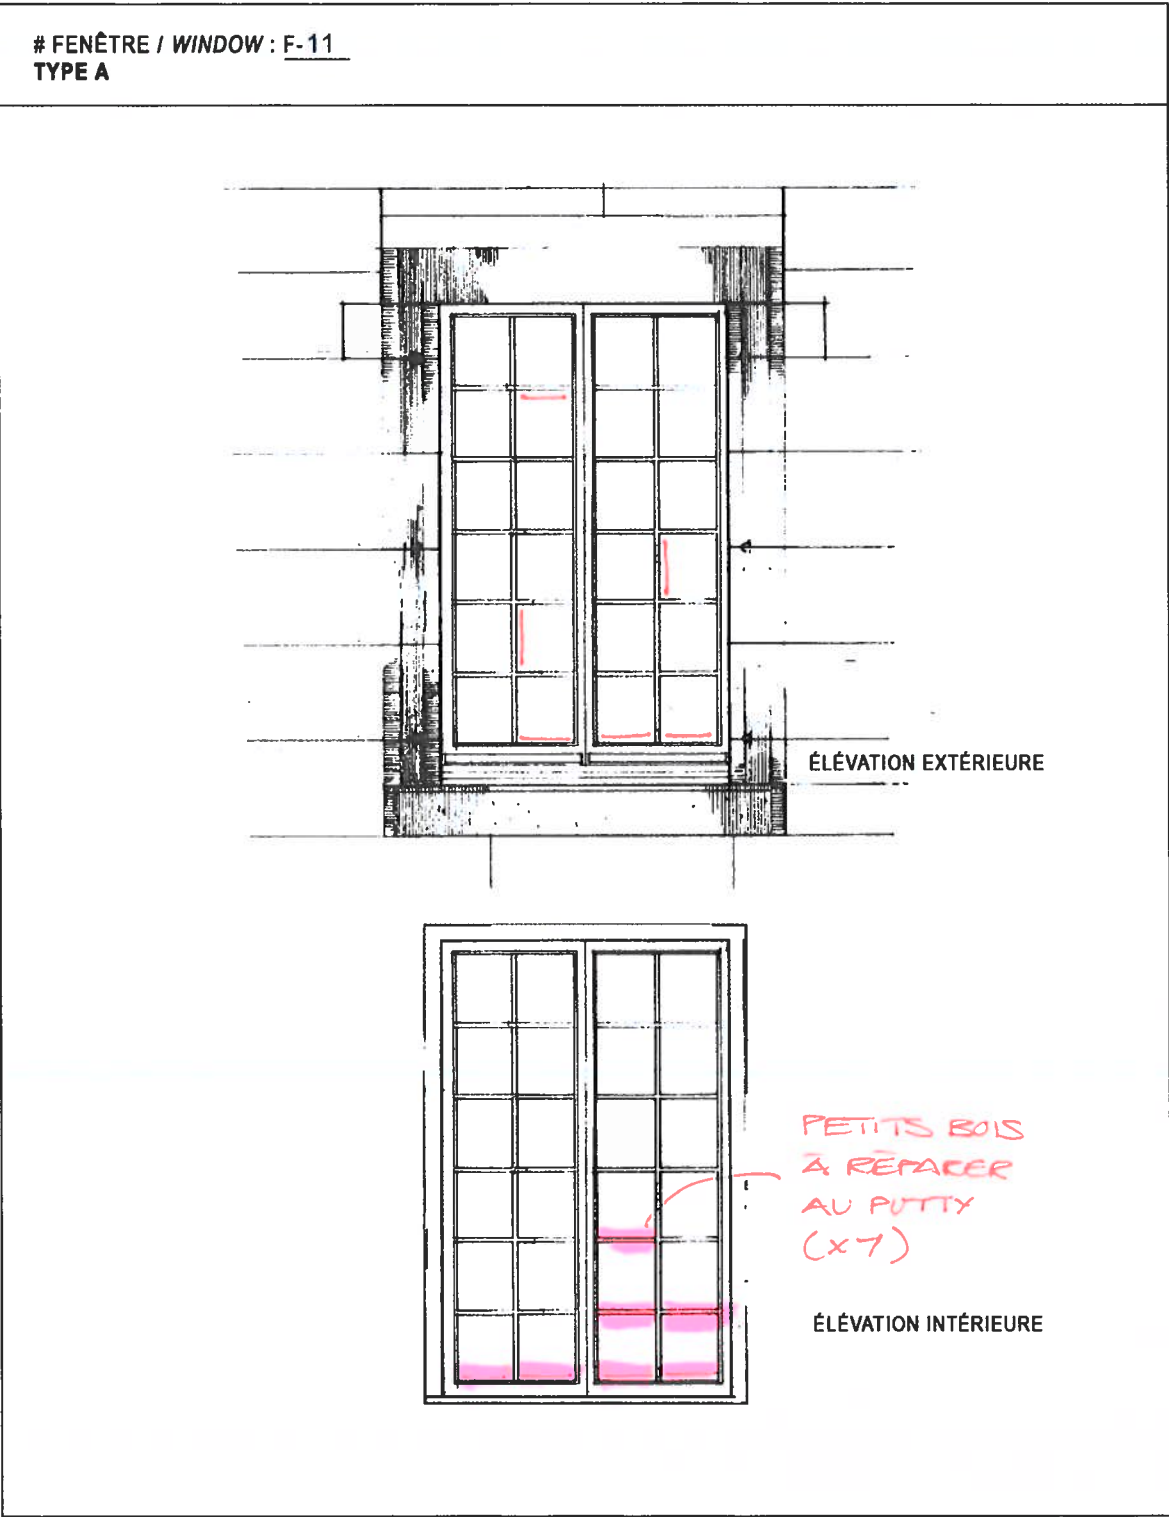 # FENÊTRE / WINDOW : F-11
TYPE A
ÉLÉVATION EXTÉRIEURE
PETITS BOIS
À RÉPARER
AU PUTTY
(x7)
ÉLÉVATION INTÉRIEURE